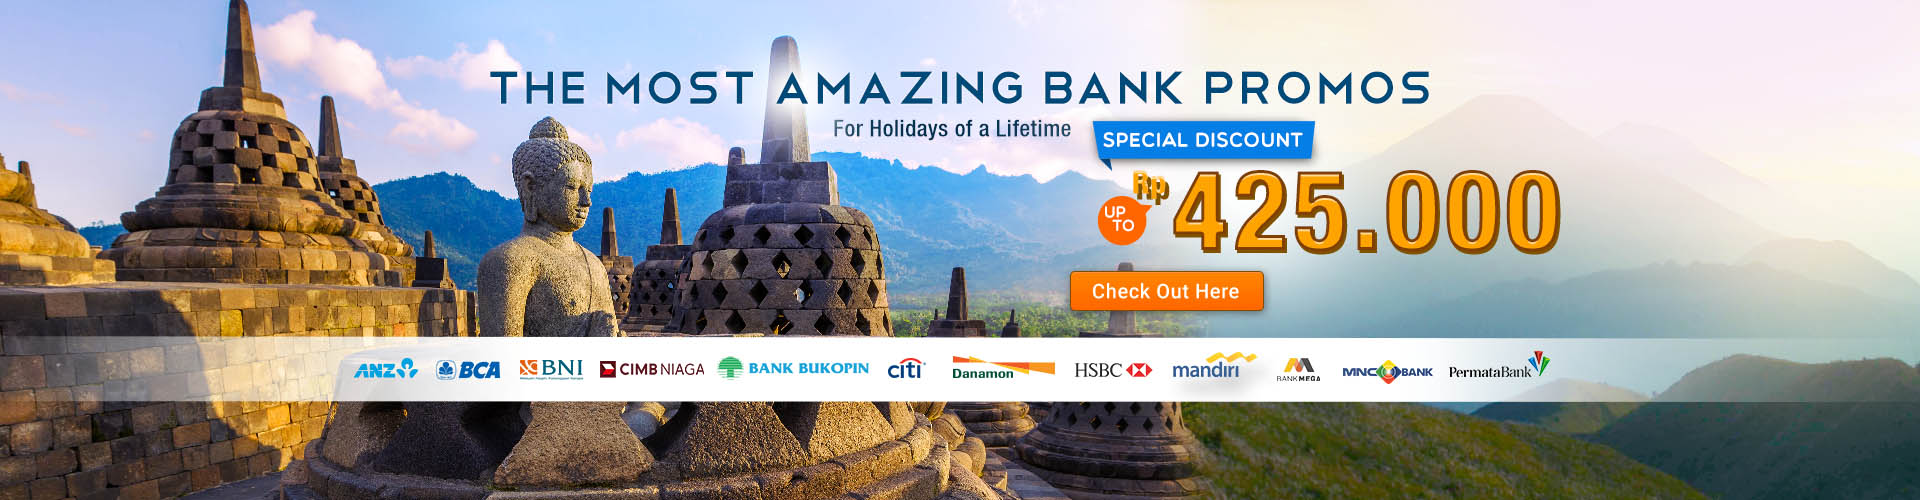 THE MOST AMAZING BANK PROMOS
For Holidays of a Lifetime
SPECIAL DISCOUNT
UP TO
Rp 425.000
Check Out Here
ANZ BCA BNI CIMB NIAGA BANK BUKOPIN citi Danamon HSBC mandiri BANK MEGA MNC BANK PermataBank